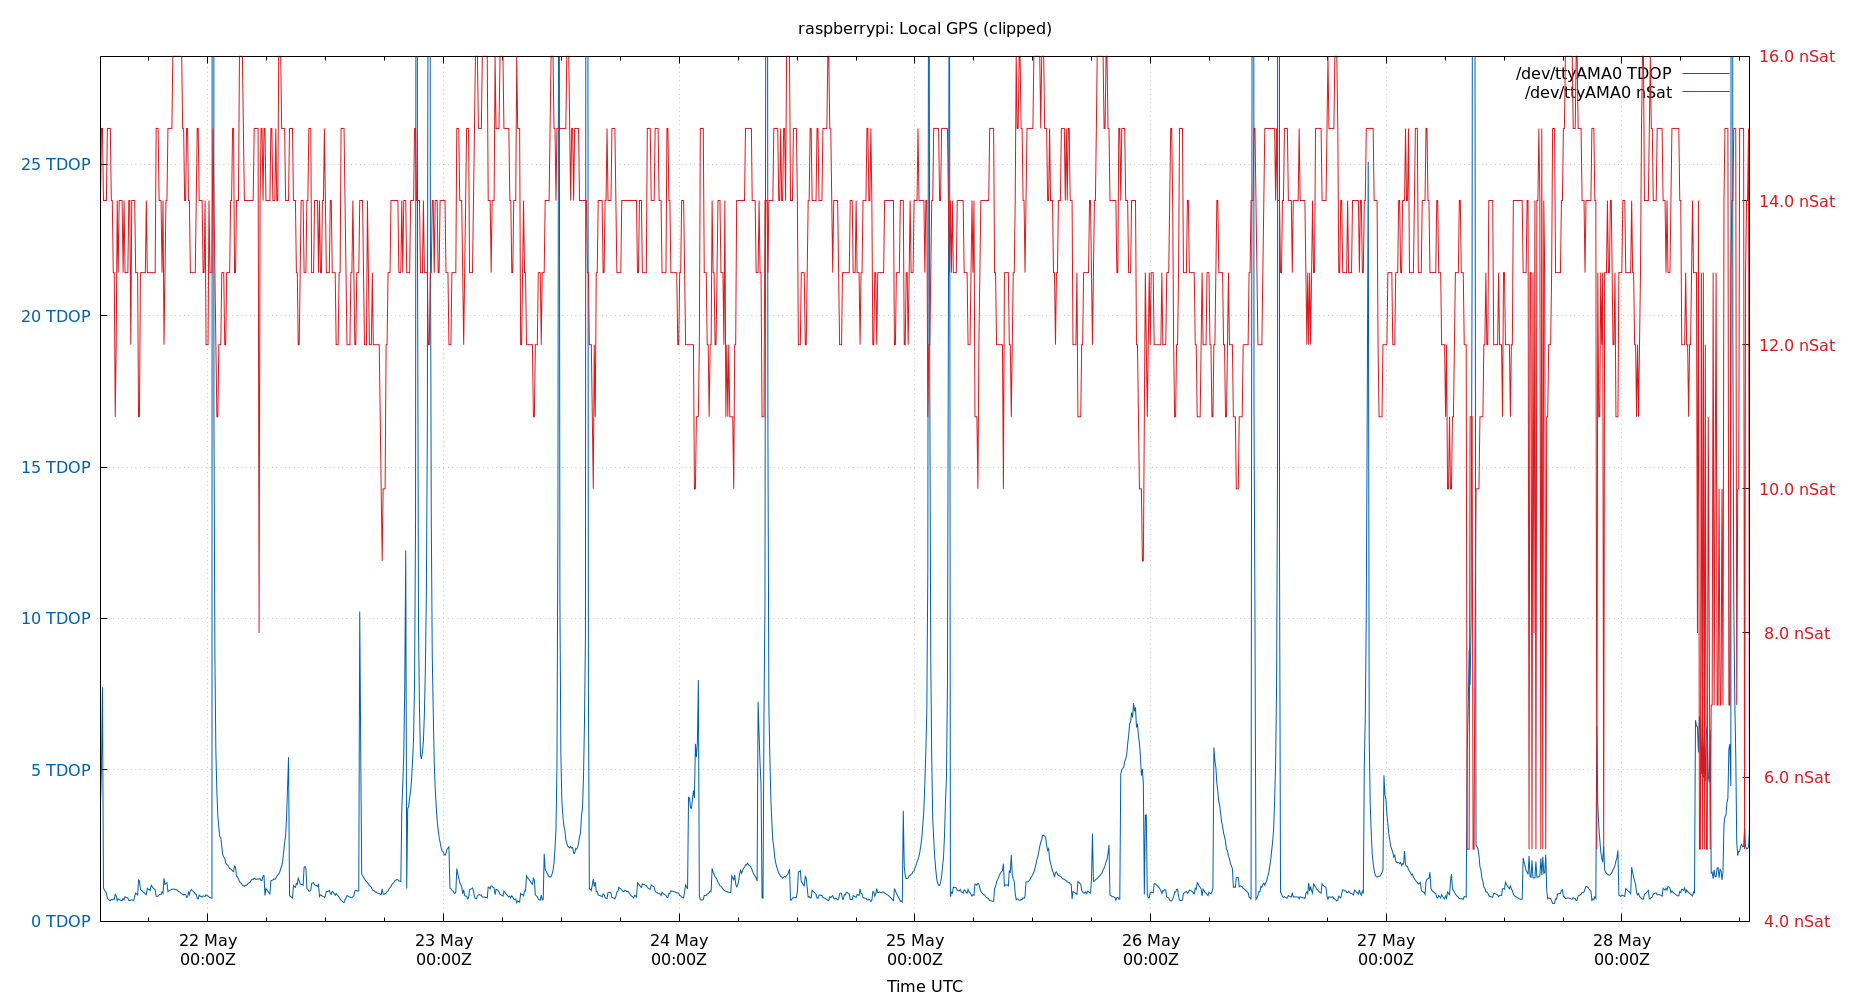 raspberrypi: Local GPS (clipped)
16.0 nSat
/dev/ttyAMA0 TDOP
/dev/ttyAMA0 nSat
25 TDOP
14.0 nSat
20 TDOP
12.0 nSat
15 TDOP
10.0 nSat
10 TDOP
8.0 nSat
5 TDOP
6.0 nSat
0 TDOP
4.0 nSat
22 May
00:00Z
23 May
00:00Z
24 May
00:00Z
25 May
00:00Z
26 May
00:00Z
27 May
00:00Z
28 May
00:00Z
Time UTC